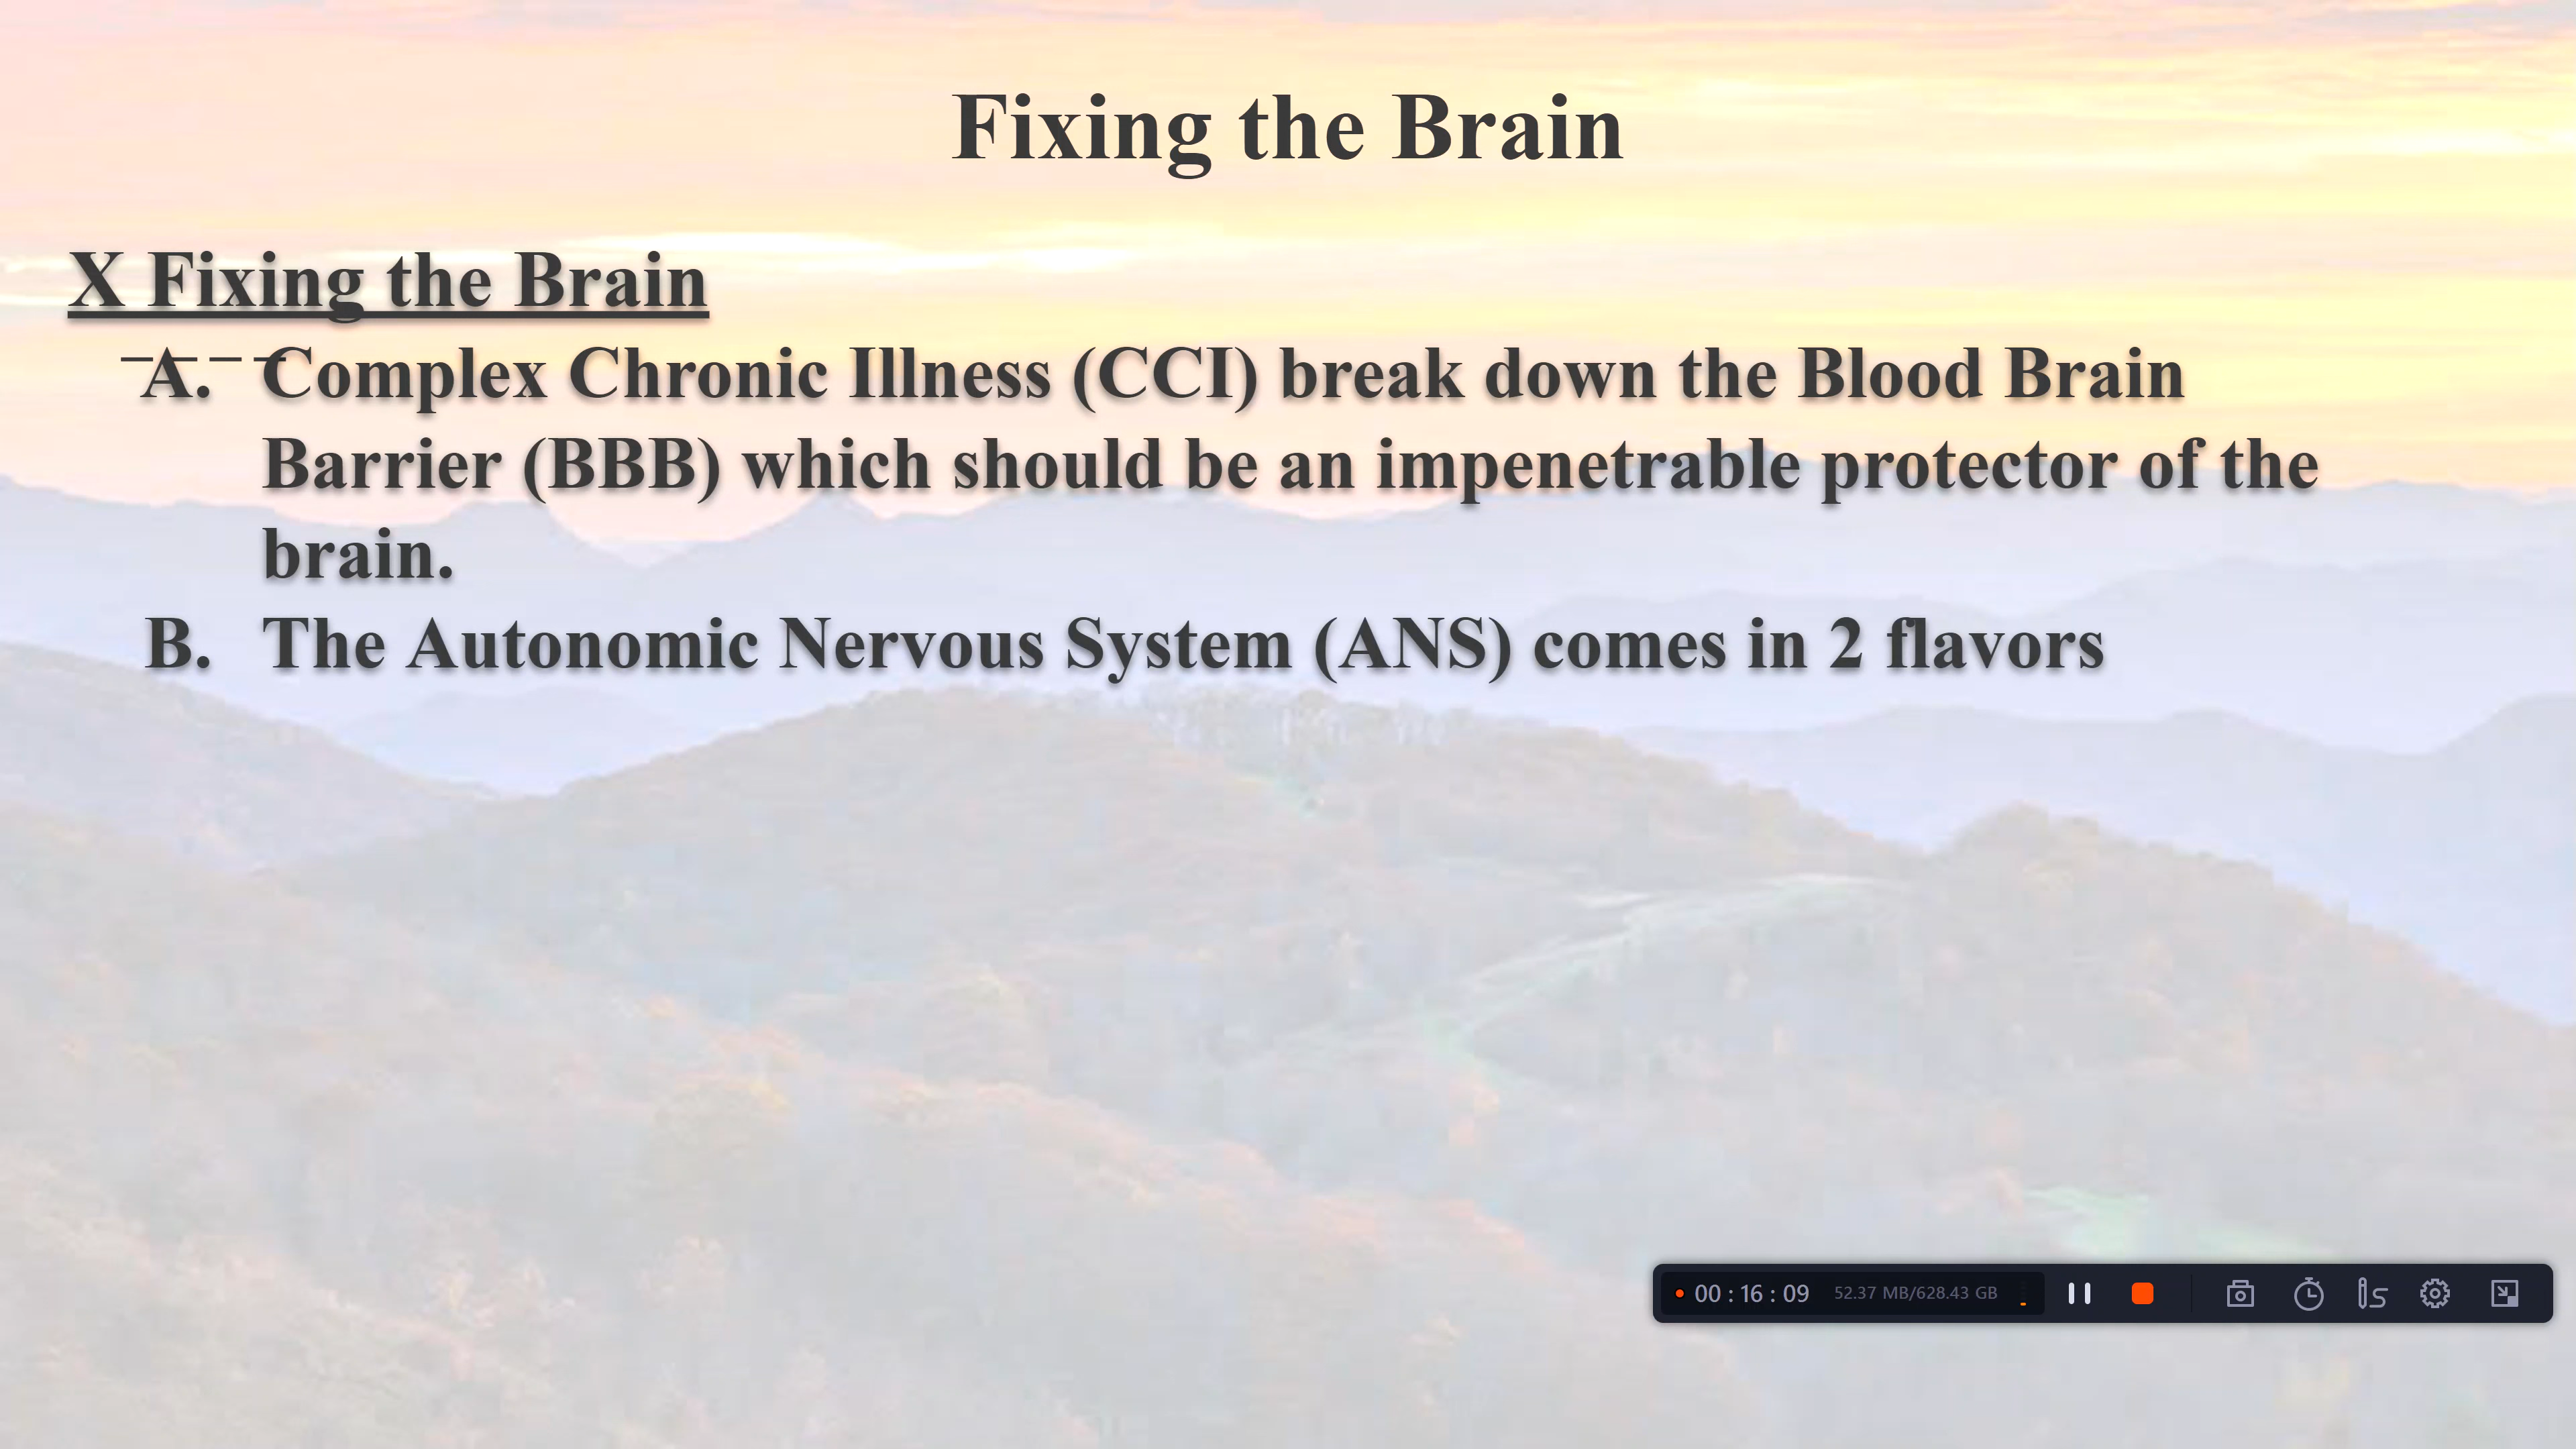 Fixing the Brain
X Fixing the Brain
A. Complex Chronic Illness (CCI) break down the Blood Brain
Barrier (BBB) which should be an impenetrable protector of the
brain.
B. The Autonomic Nervous System (ANS) comes in 2 flavors
00 : 16 : 09 52.37 MB/628.43 GB